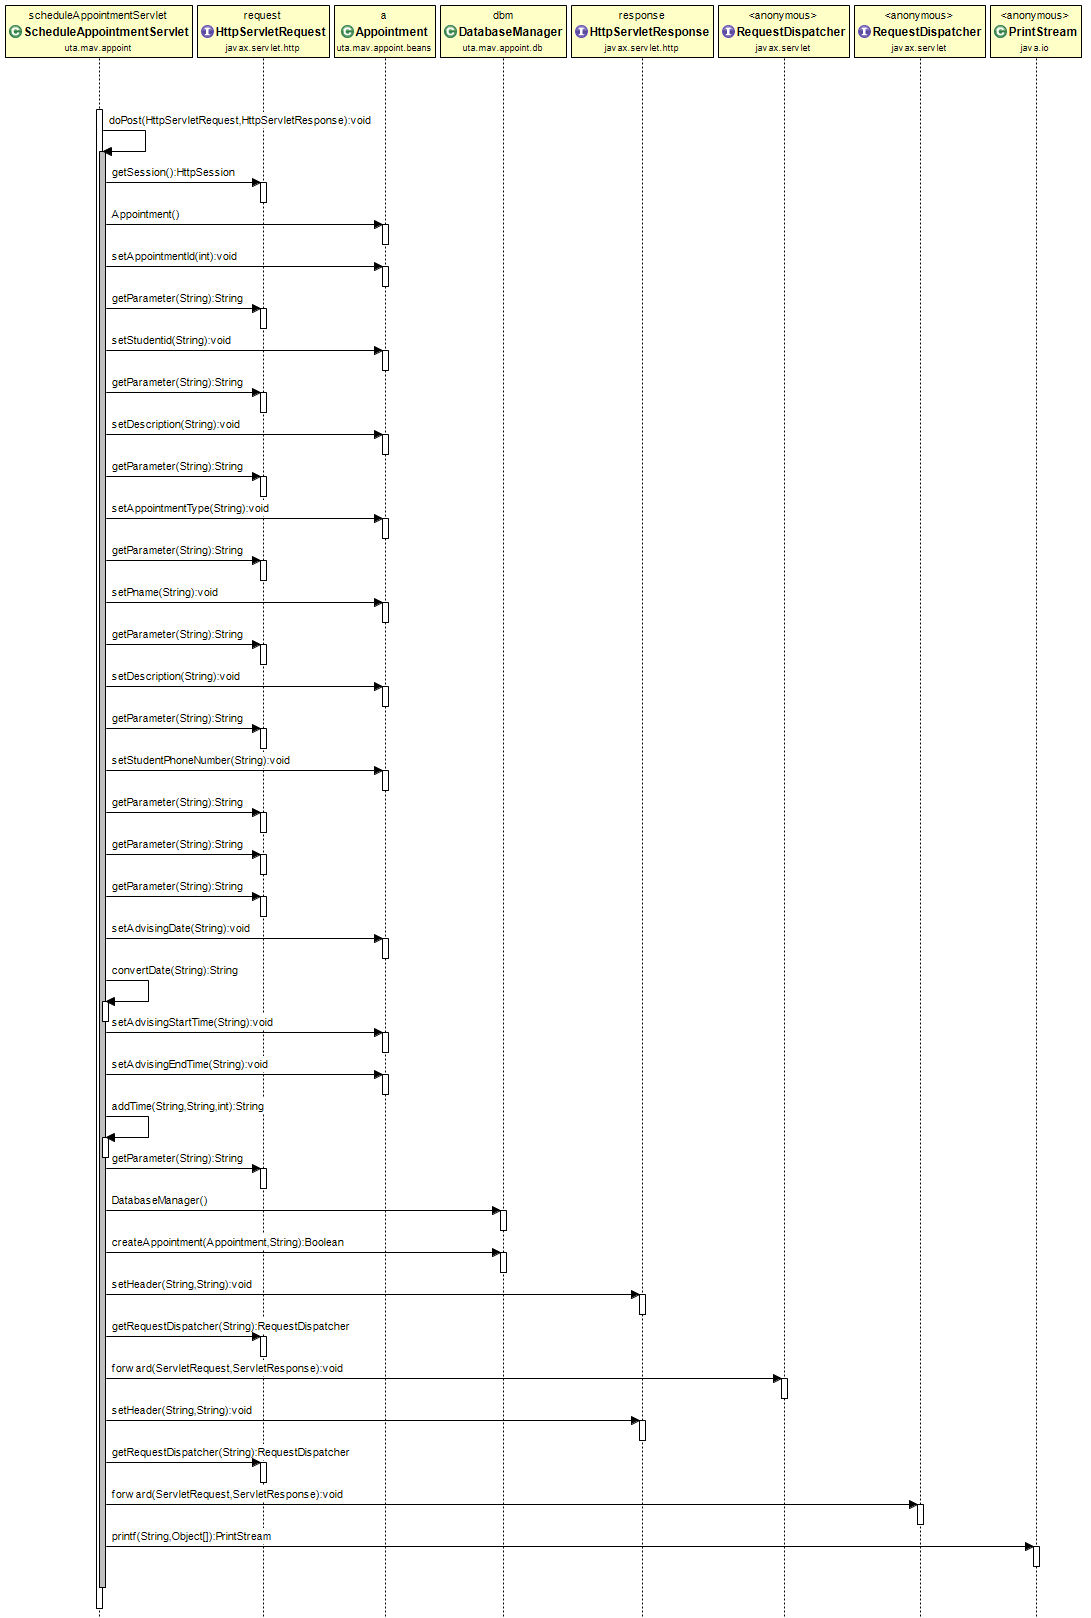 scheduleAppointmentServlet
C ScheduleAppointmentServlet
uta.mav.appoint
request
I HttpServletRequest
javax.servlet.http
a
C Appointment
uta.mav.appoint.beans
dbm
C DatabaseManager
uta.mav.appoint.db
response
I HttpServletResponse
javax.servlet.http
<anonymous>
I RequestDispatcher
javax.servlet
<anonymous>
I RequestDispatcher
javax.servlet
<anonymous>
C PrintStream
java.io
doPost(HttpServletRequest,HttpServletResponse):void
getSession():HttpSession
Appointment()
setAppointmentId(int):void
getParameter(String):String
setStudentid(String):void
getParameter(String):String
setDescription(String):void
getParameter(String):String
setAppointmentType(String):void
getParameter(String):String
setPname(String):void
getParameter(String):String
setDescription(String):void
getParameter(String):String
setStudentPhoneNumber(String):void
getParameter(String):String
getParameter(String):String
getParameter(String):String
setAdvisingDate(String):void
convertDate(String):String
setAdvisingStartTime(String):void
setAdvisingEndTime(String):void
addTime(String,String,int):String
getParameter(String):String
DatabaseManager()
createAppointment(Appointment,String):Boolean
setHeader(String,String):void
getRequestDispatcher(String):RequestDispatcher
forward(ServletRequest,ServletResponse):void
setHeader(String,String):void
getRequestDispatcher(String):RequestDispatcher
forward(ServletRequest,ServletResponse):void
printf(String,Object[]):PrintStream